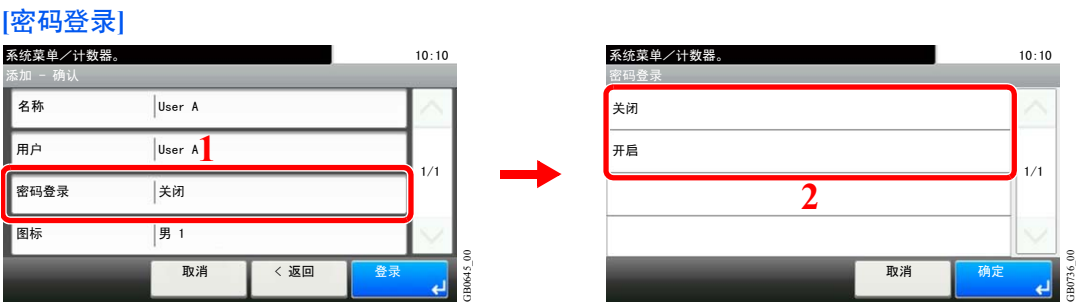 [密码登录]
系统菜单／计数器。
10:10
添加 - 确认
名称
User A
用户
User A
1
密码登录
关闭
图标
男 1
1/1
取消
< 返回
登录
GB0645_00
系统菜单／计数器。
10:10
密码登录
关闭
开启
1/1
2
取消
确定
GB0736_00